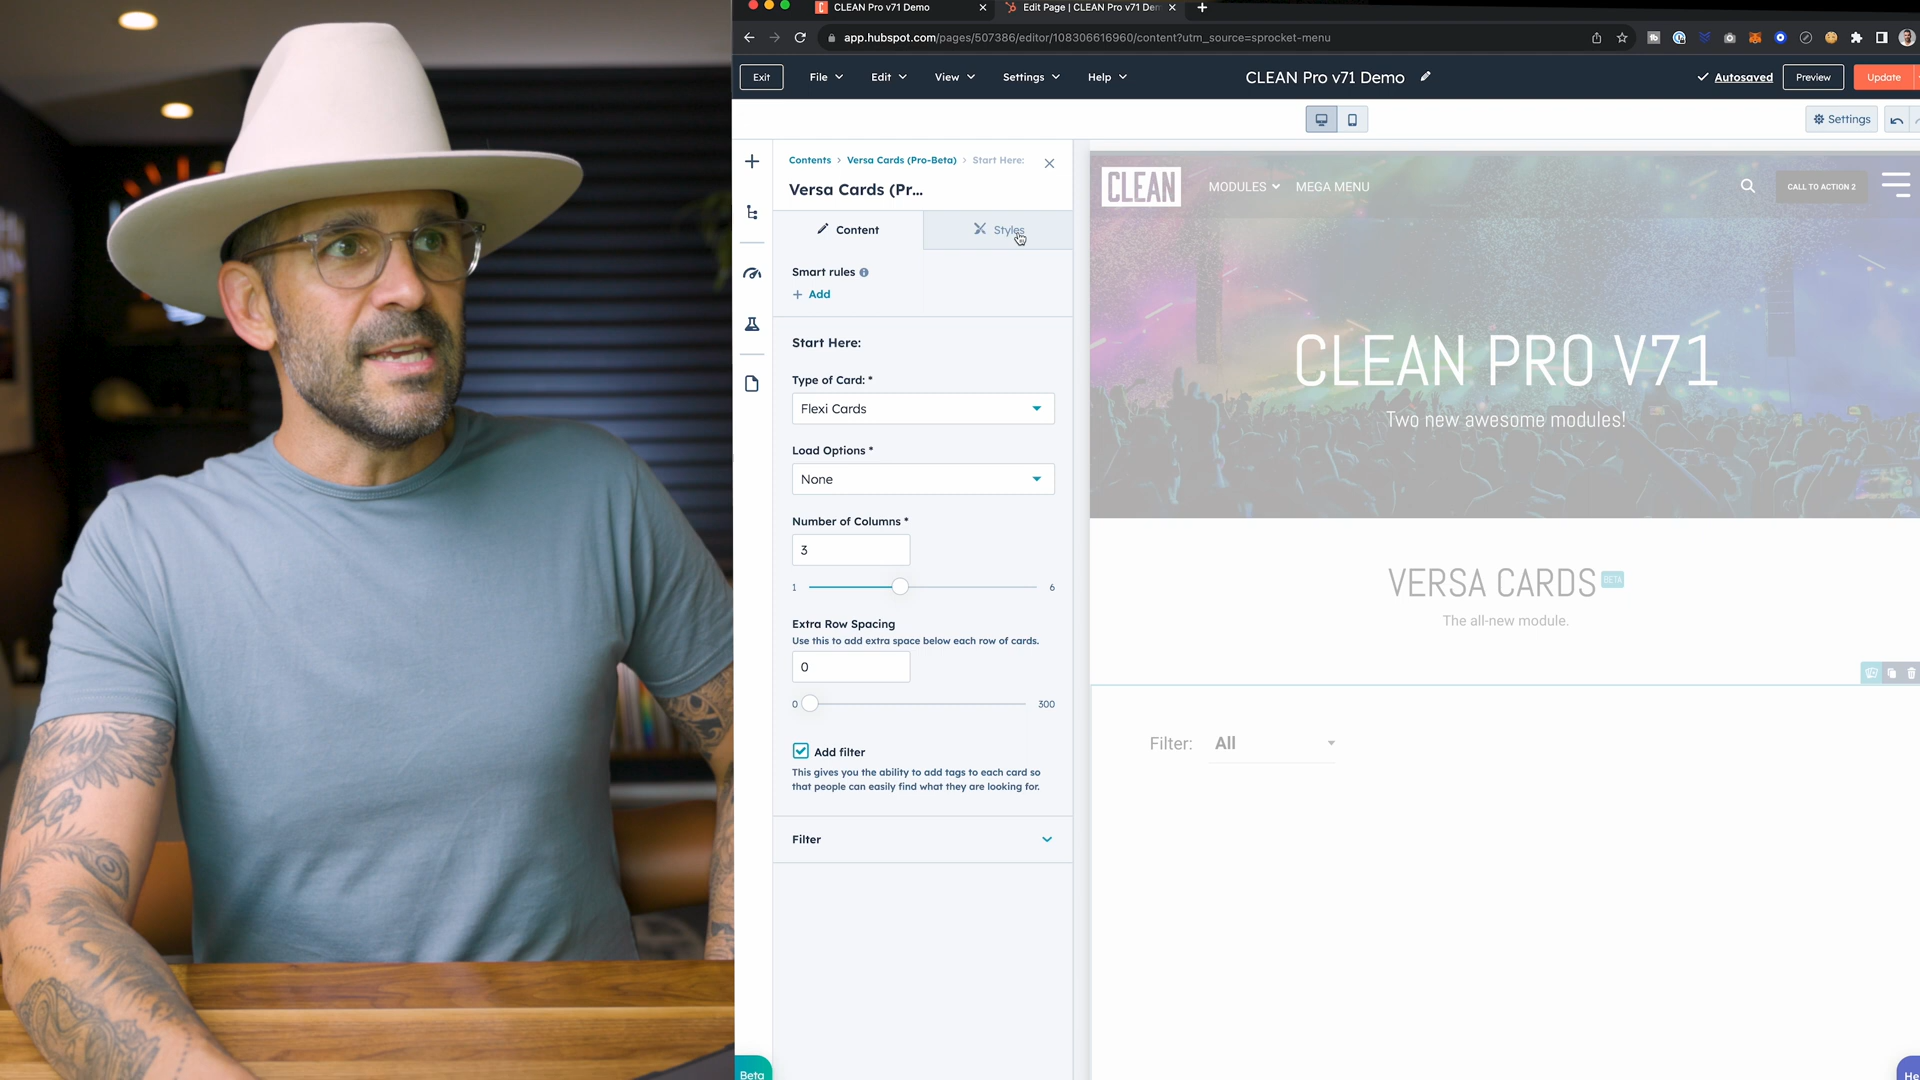 CLEAN Pro v71 Demo
Edit Page | CLEAN Pro v71 Dem
app.hubspot.com/pages/507386/editor/108306616960/content?utm_source=sprocket-menu
Exit
File
Edit
View
Settings
Help
CLEAN Pro v71 Demo
Autosaved
Preview
Update
Settings
Contents > Versa Cards (Pro-Beta) > Start Here:
Versa Cards (Pr...
Content
Styles
Smart rules
+ Add
Start Here:
Type of Card: *
Flexi Cards
Load Options *
None
Number of Columns *
3
1
6
Extra Row Spacing
Use this to add extra space below each row of cards.
0
0
300
Add filter
This gives you the ability to add tags to each card so
that people can easily find what they are looking for.
Filter
Beta
CLEAN
MODULES
MEGA MENU
CALL TO ACTION 2
CLEAN PRO V71
Two new awesome modules!
VERSA CARDS BETA
The all-new module.
Filter: All
He